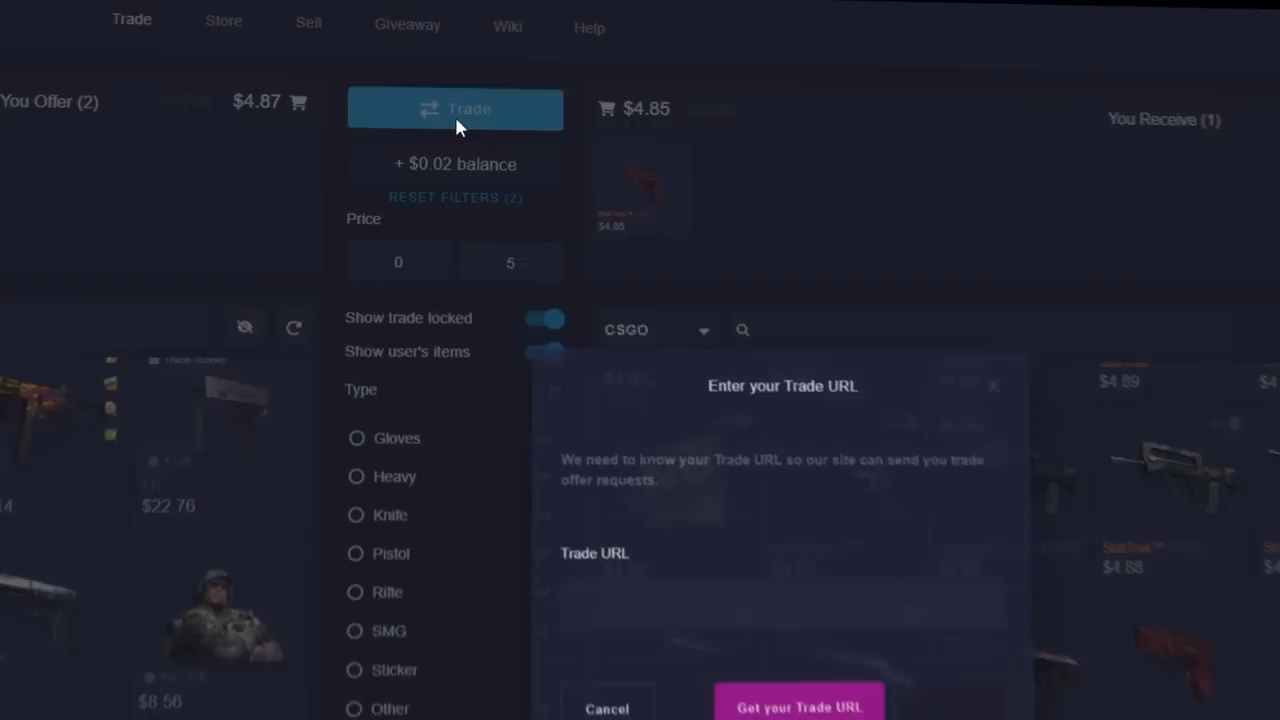 Trade Store Sell Giveaway Wiki Help
You Offer (2) $4.87
Trade
$4.85
You Receive (1)
+ $0.02 balance
RESET FILTERS (2)
Price
$4.85
0 5
Show trade locked
CSGO
Show user's items
Type
Enter your Trade URL
$4.89
Gloves
We need to know your Trade URL so our site can send you trade
offer requests.
Heavy
$22.76
Knife
Pistol
Trade URL
StatTrak™
$4.88
Rifle
SMG
Sticker
$8.56
Other
Cancel
Get your Trade URL